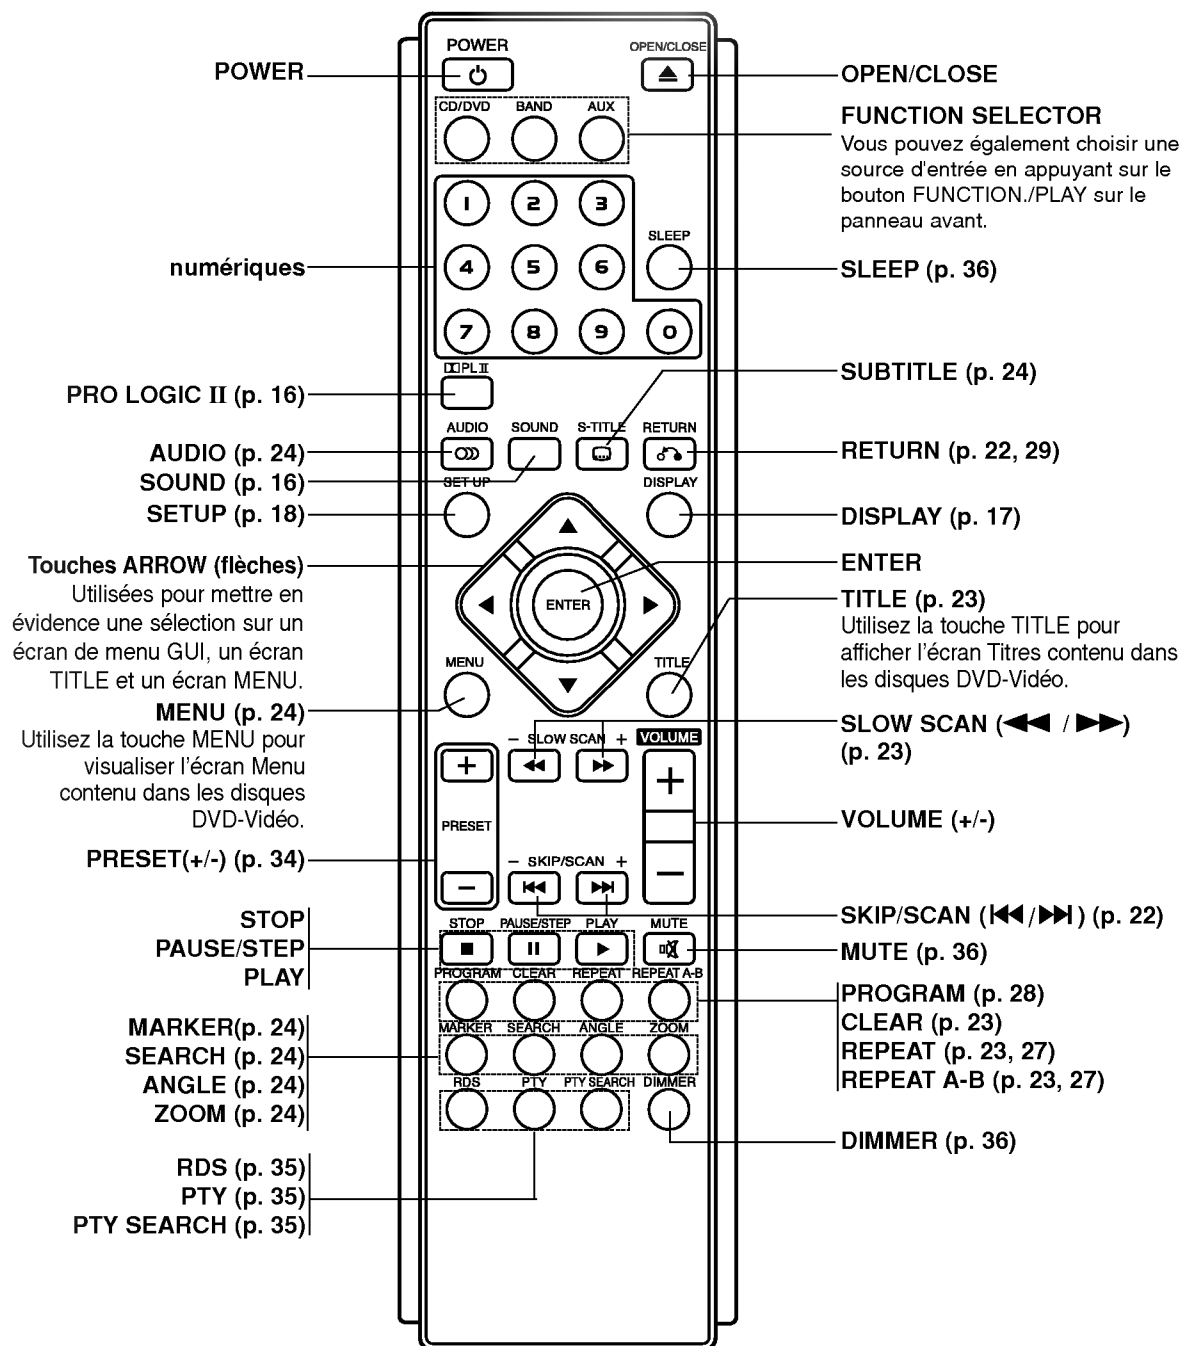 POWER
OPEN/CLOSE
CD/DVD BAND AUX
1 2 3
SLEEP
4 5 6
7 8 9 0
PL II
AUDIO SOUND S-TITLE RETURN
SET UP DISPLAY
ENTER
MENU TITLE
– SLOW SCAN + VOLUME
+ +
PRESET
– SKIP/SCAN +
– –
STOP PAUSE/STEP PLAY MUTE
PROGRAM CLEAR REPEAT REPEAT A-B
MARKER SEARCH ANGLE ZOOM
RDS PTY PTY SEARCH DIMMER
POWER
numériques
PRO LOGIC II (p. 16)
AUDIO (p. 24)
SOUND (p. 16)
SETUP (p. 18)
Touches ARROW (flèches)
Utilisées pour mettre en
évidence une sélection sur un
écran de menu GUI, un écran
TITLE et un écran MENU.
MENU (p. 24)
Utilisez la touche MENU pour
visualiser l'écran Menu
contenu dans les disques
DVD-Vidéo.
PRESET(+/-) (p. 34)
STOP
PAUSE/STEP
PLAY
MARKER(p. 24)
SEARCH (p. 24)
ANGLE (p. 24)
ZOOM (p. 24)
RDS (p. 35)
PTY (p. 35)
PTY SEARCH (p. 35)
OPEN/CLOSE
FUNCTION SELECTOR
Vous pouvez également choisir une
source d'entrée en appuyant sur le
bouton FUNCTION./PLAY sur le
panneau avant.
SLEEP (p. 36)
SUBTITLE (p. 24)
RETURN (p. 22, 29)
DISPLAY (p. 17)
ENTER
TITLE (p. 23)
Utilisez la touche TITLE pour
afficher l'écran Titres contenu dans
les disques DVD-Vidéo.
SLOW SCAN (◀◀ / ▶▶)
(p. 23)
VOLUME (+/-)
SKIP/SCAN (⏮/⏭) (p. 22)
MUTE (p. 36)
PROGRAM (p. 28)
CLEAR (p. 23)
REPEAT (p. 23, 27)
REPEAT A-B (p. 23, 27)
DIMMER (p. 36)